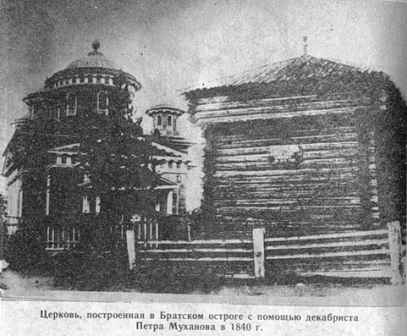 Церковь, построенная в Братском остроге с помощью декабриста
Петра Муханова в 1840 г.